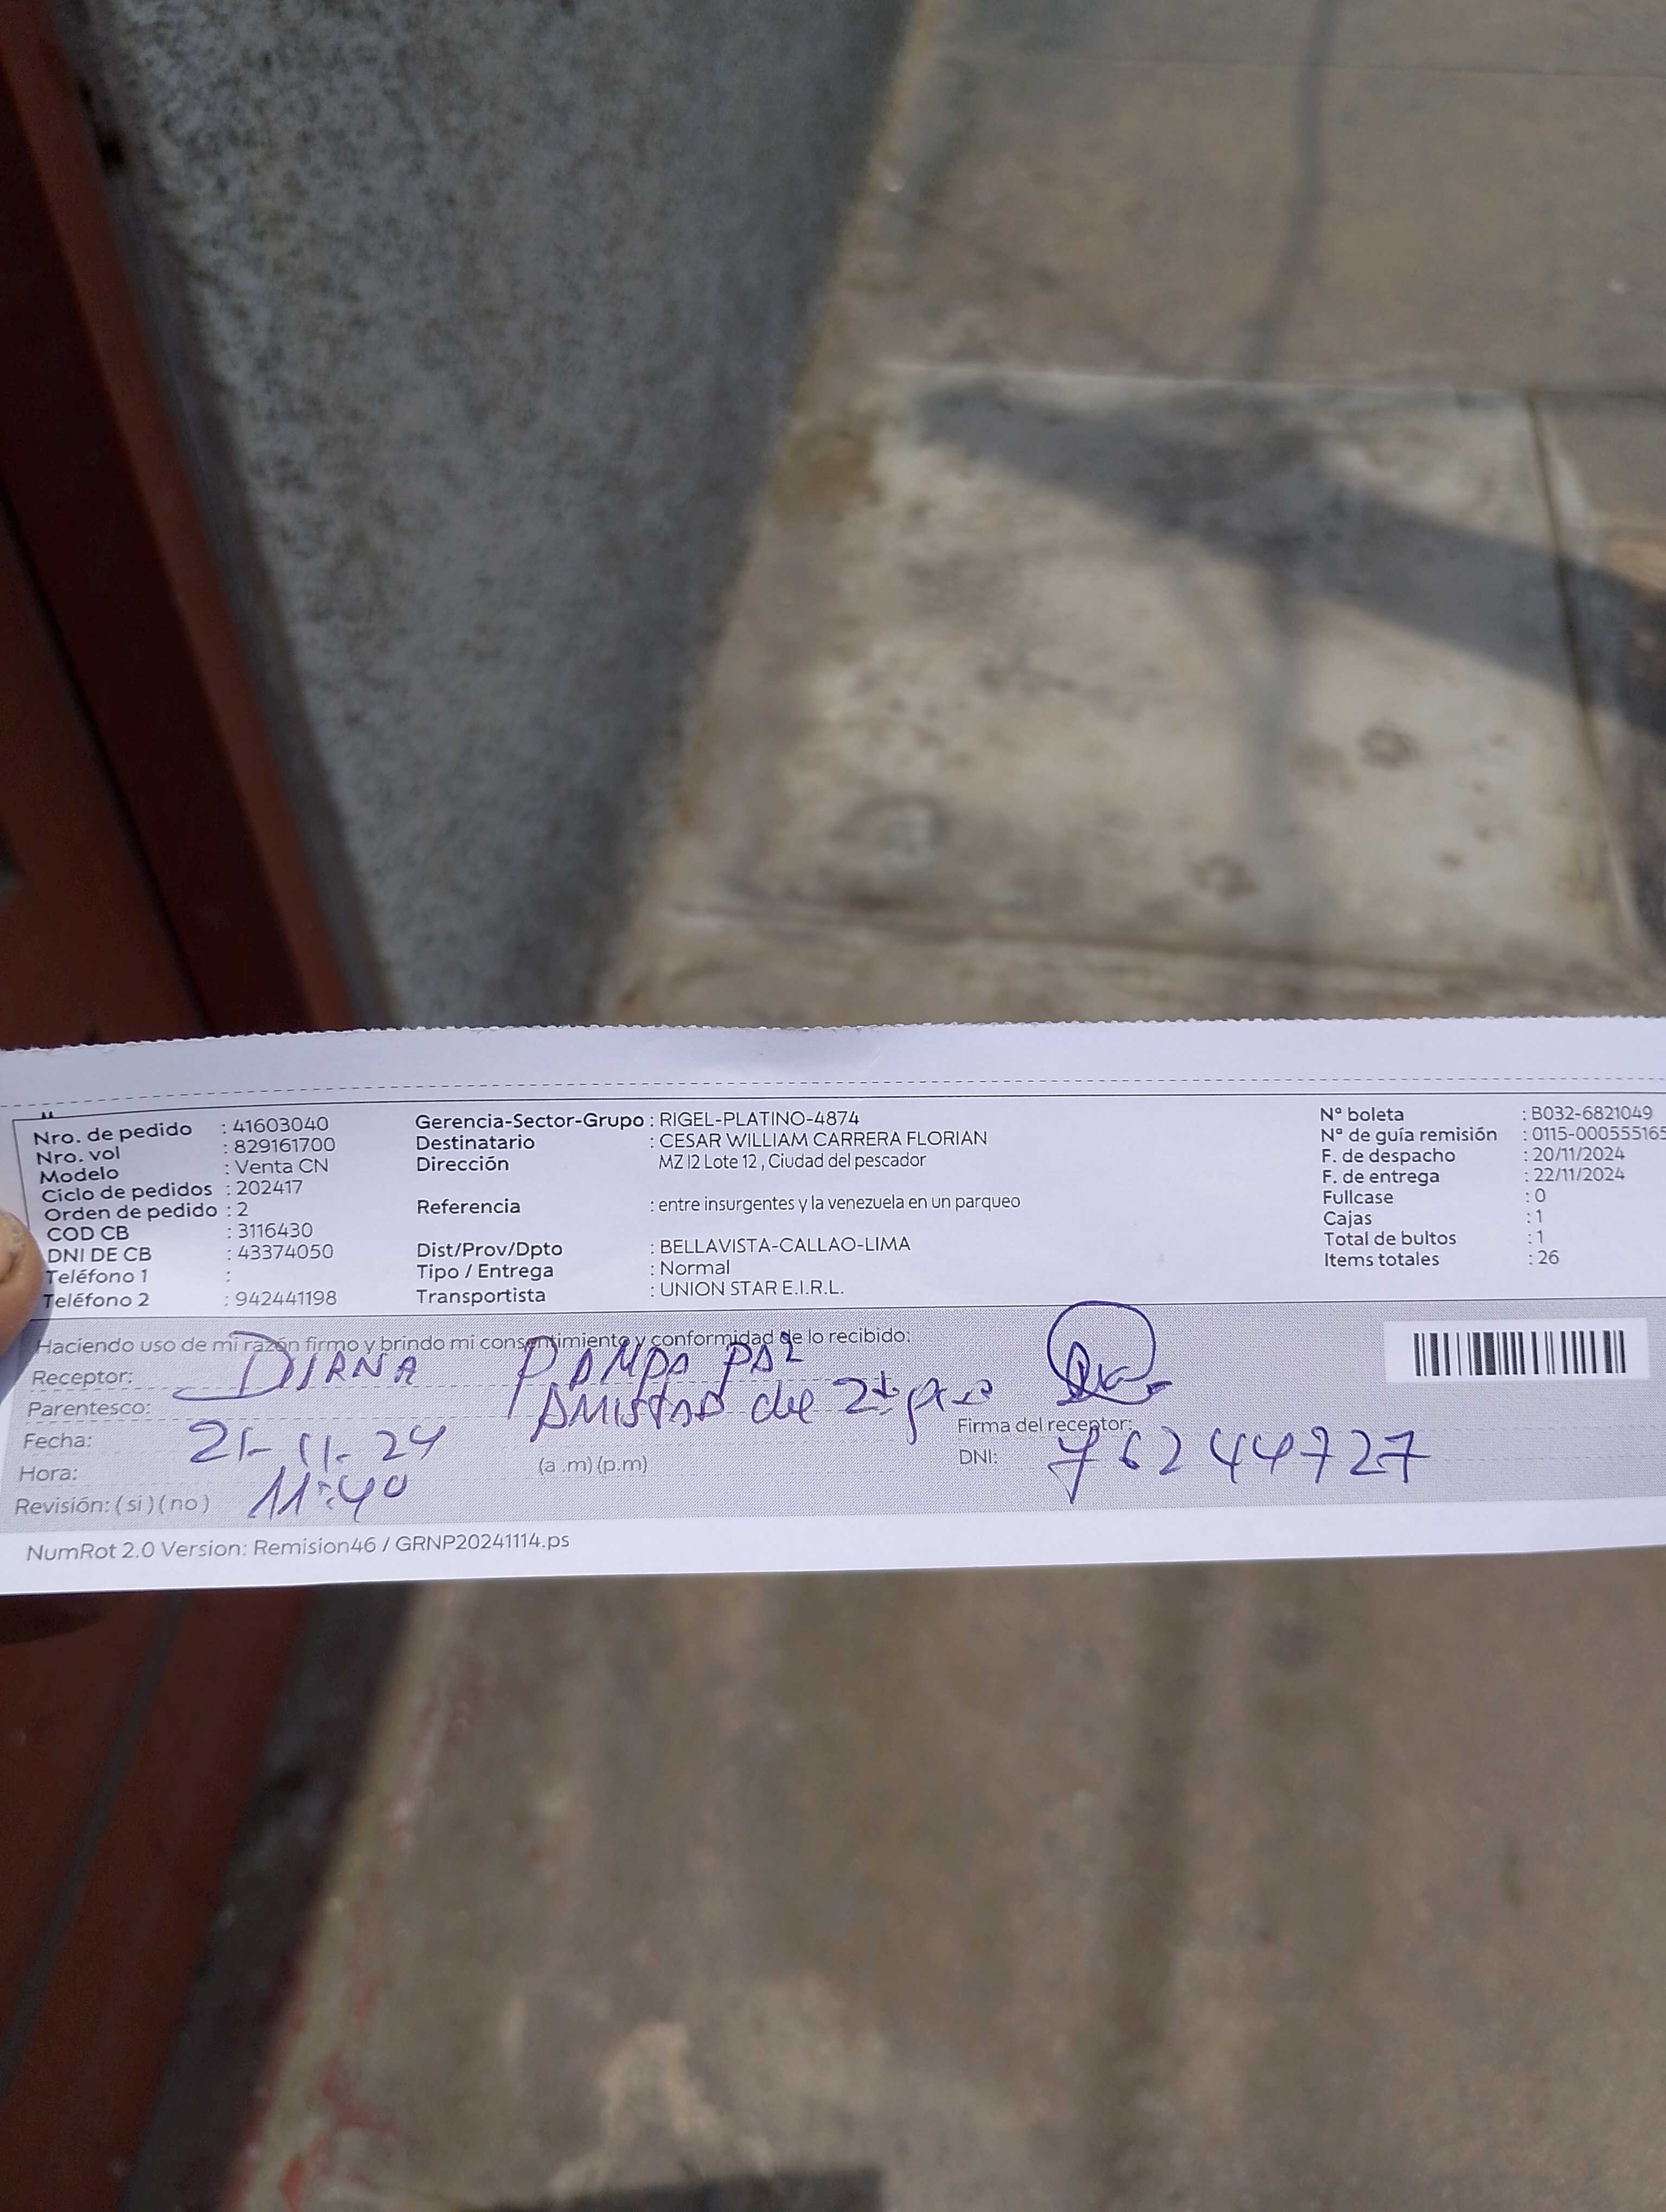 Nro. de pedido : 41603040
Nro. vol : 829161700
Modelo : Venta CN
Ciclo de pedidos : 202417
Orden de pedido : 2
COD CB : 3116430
DNI DE CB : 43374050
Teléfono 1 :
Teléfono 2 : 942441198
Gerencia-Sector-Grupo : RIGEL-PLATINO-4874
Destinatario : CESAR WILLIAM CARRERA FLORIAN
Dirección MZ I2 Lote 12 , Ciudad del pescador
Referencia : entre insurgentes y la venezuela en un parqueo
Dist/Prov/Dpto : BELLAVISTA-CALLAO-LIMA
Tipo / Entrega : Normal
Transportista : UNION STAR E.I.R.L.
Nº boleta : B032-6821049
Nº de guía remisión : 0115-000555165
F. de despacho : 20/11/2024
F. de entrega : 22/11/2024
Fullcase : 0
Cajas : 1
Total de bultos : 1
Items totales : 26
Haciendo uso de mi razón firmo y brindo mi consentimiento y conformidad de lo recibido:
Receptor: DIANA
Parentesco: AMISTAD de
Fecha: 21-11-24
Hora: 11:40 (a .m) (p.m)
Revisión: ( si ) ( no )
Firma del receptor:
DNI: 76244727
NumRot 2.0 Version: Remision46 / GRNP20241114.ps